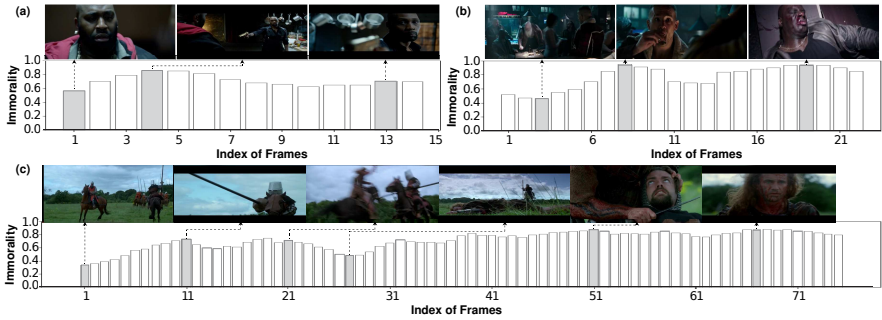 (a)
Immorality
1.0
0.8
0.6
0.4
0.2
0.0
1 3 5 7 9 11 13 15
Index of Frames
(b)
Immorality
1.0
0.8
0.6
0.4
0.2
0.0
1 6 11 16 21
Index of Frames
(c)
Immorality
1.0
0.8
0.6
0.4
0.2
0.0
1 11 21 31 41 51 61 71
Index of Frames